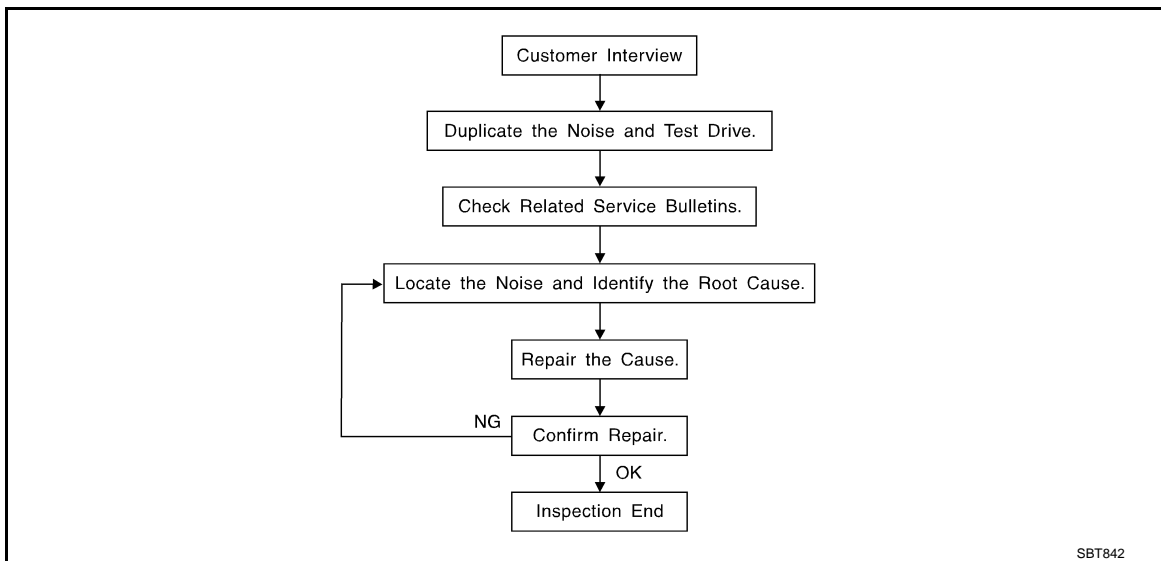 Customer Interview
Duplicate the Noise and Test Drive.
Check Related Service Bulletins.
Locate the Noise and Identify the Root Cause.
Repair the Cause.
NG
Confirm Repair.
OK
Inspection End
SBT842